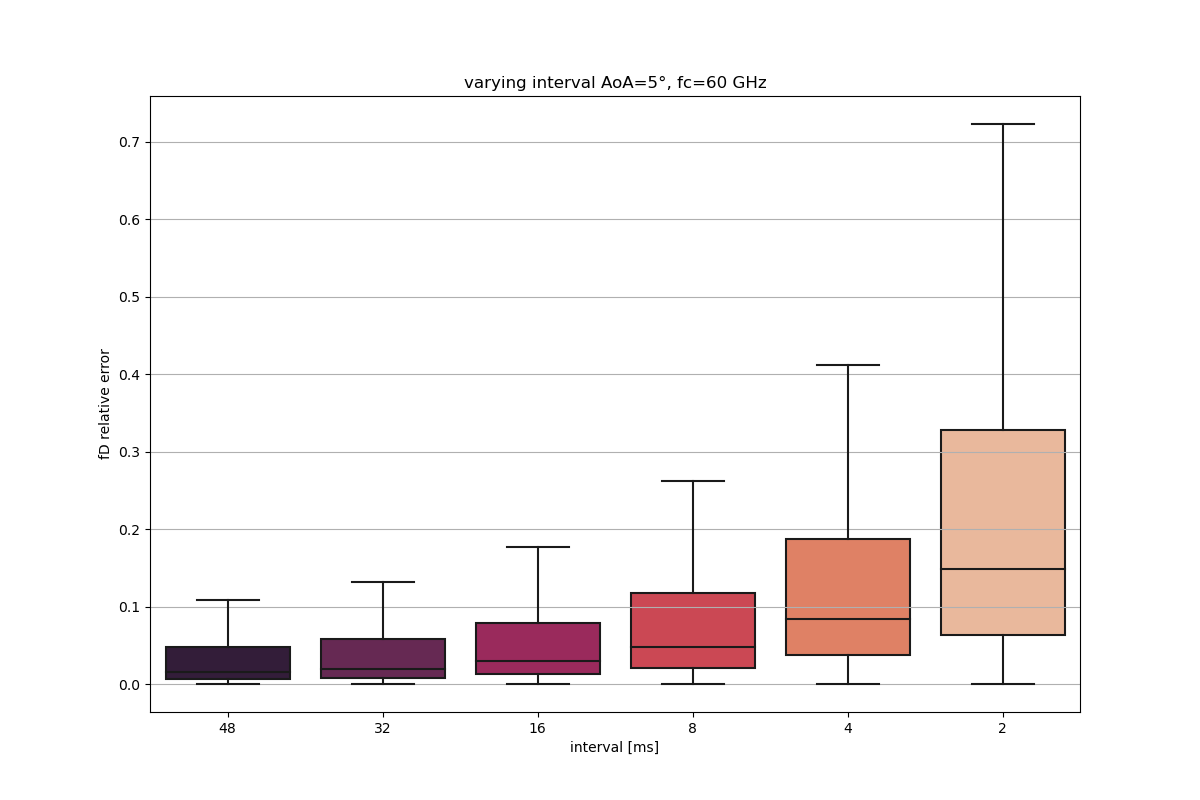 varying interval AoA=5°, fc=60 GHz
fD relative error
0.7
0.6
0.5
0.4
0.3
0.2
0.1
0.0
48 32 16 8 4 2
interval [ms]